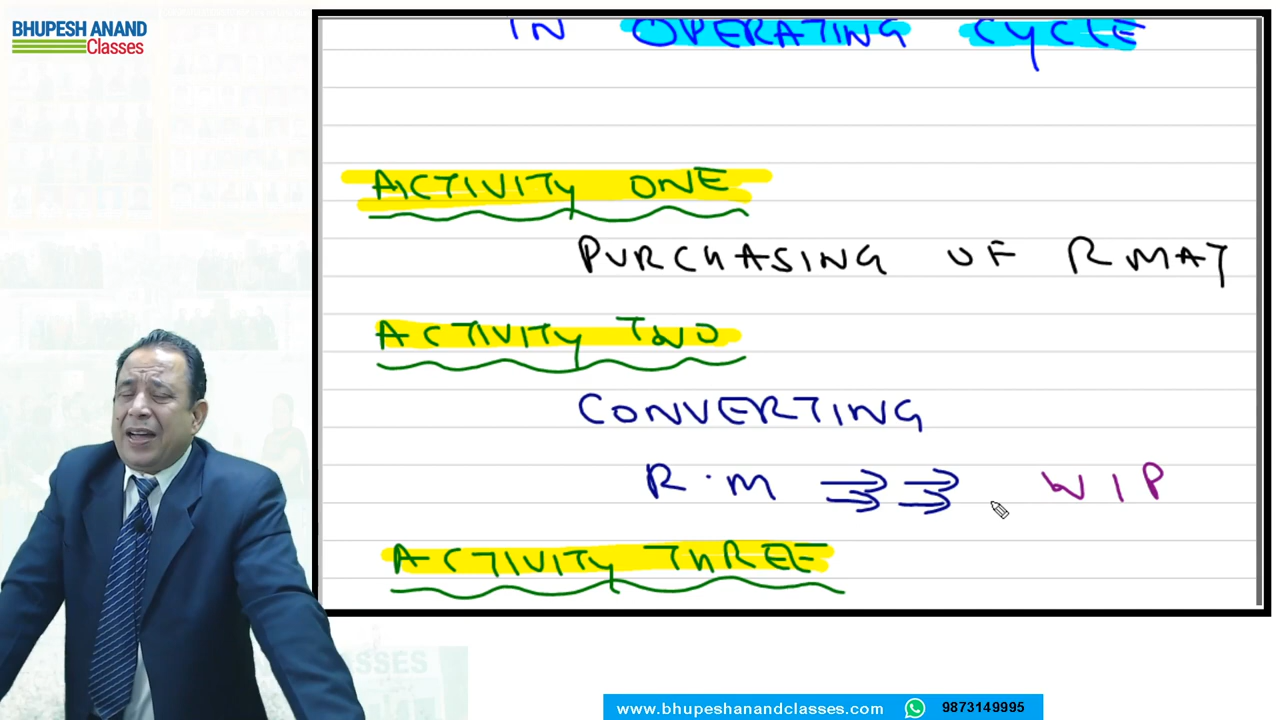 BHUPESH ANAND
Classes
IN OPERATING CYCLE
ACTIVITY ONE
PURCHASING OF R MAT
ACTIVITY TWO
CONVERTING
R.M WIP
ACTIVITY THREE
www.bhupeshanandclasses.com 9873149995